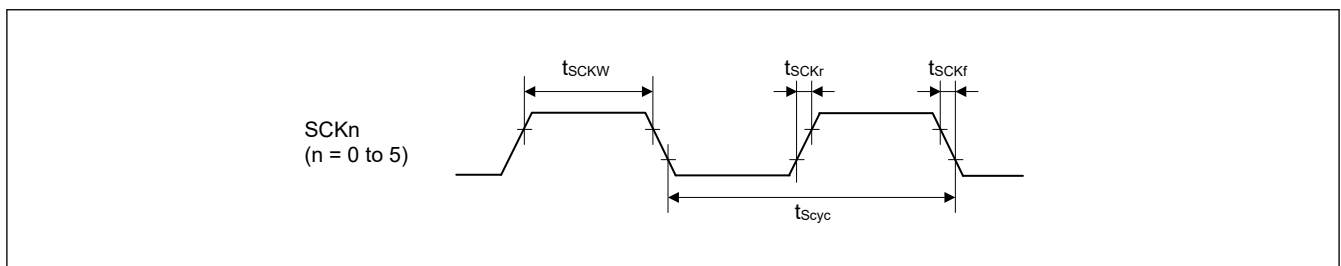 tSCKW
tSCKr
tSCKf
SCKn
(n = 0 to 5)
tScyc